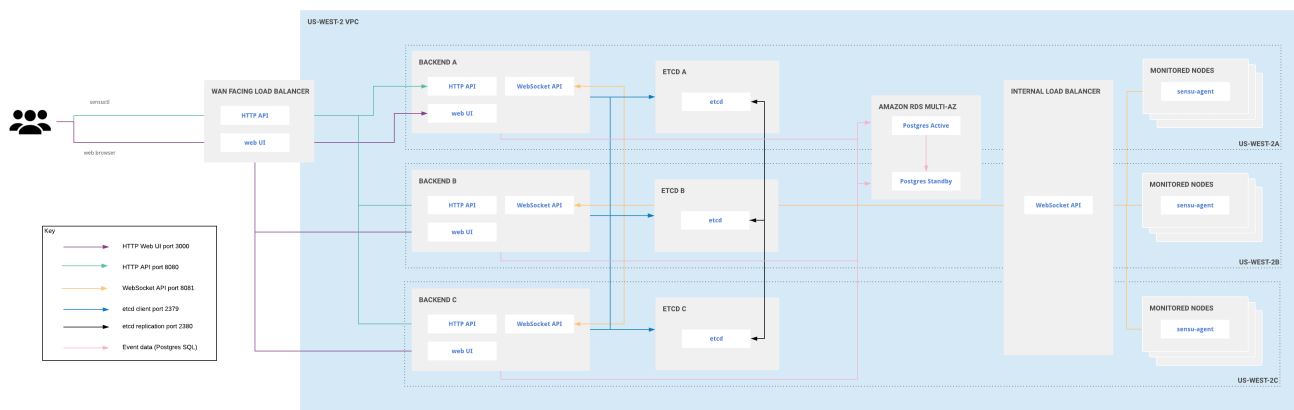 US-WEST-2 VPC
sensuctl
web browser
WAN FACING LOAD BALANCER
HTTP API
web UI
BACKEND A
HTTP API
WebSocket API
web UI
ETCD A
etcd
BACKEND B
HTTP API
WebSocket API
web UI
ETCD B
etcd
BACKEND C
HTTP API
WebSocket API
web UI
ETCD C
etcd
AMAZON RDS MULTI-AZ
Postgres Active
Postgres Standby
INTERNAL LOAD BALANCER
WebSocket API
MONITORED NODES
sensu-agent
US-WEST-2A
MONITORED NODES
sensu-agent
US-WEST-2B
MONITORED NODES
sensu-agent
US-WEST-2C
Key
HTTP Web UI port 3000
HTTP API port 8080
WebSocket API port 8081
etcd client port 2379
etcd replication port 2380
Event data (Postgres SQL)